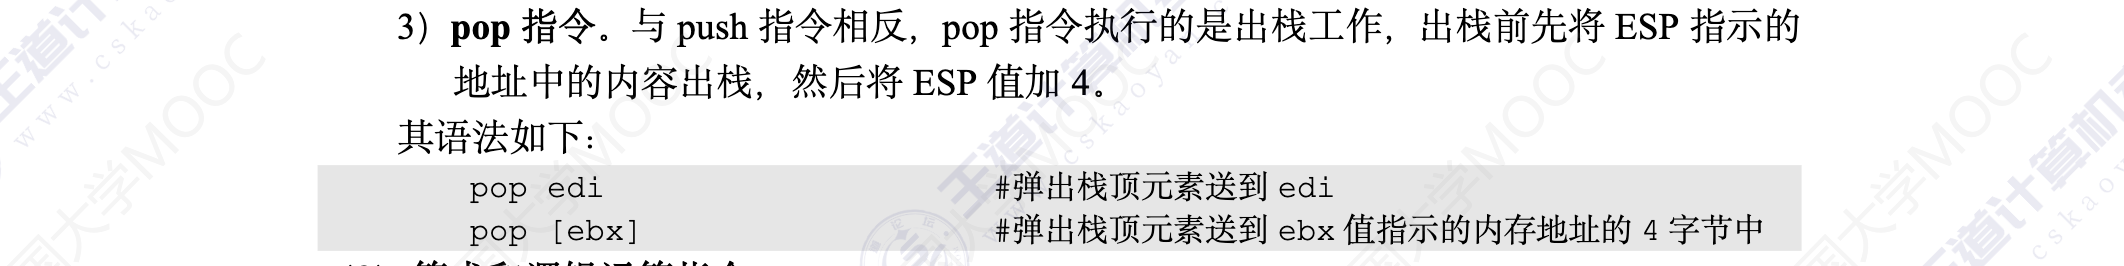 3）pop 指令。与 push 指令相反，pop 指令执行的是出栈工作，出栈前先将 ESP 指示的
地址中的内容出栈，然后将 ESP 值加 4。
其语法如下：
pop edi #弹出栈顶元素送到 edi
pop [ebx] #弹出栈顶元素送到 ebx 值指示的内存地址的 4 字节中